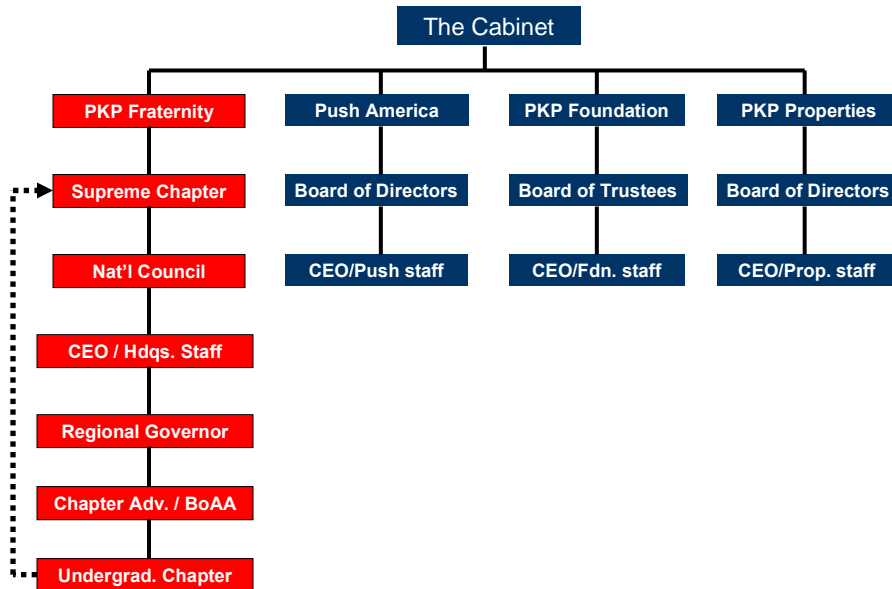 The Cabinet
PKP Fraternity
Push America
PKP Foundation
PKP Properties
Supreme Chapter
Board of Directors
Board of Trustees
Board of Directors
Nat’l Council
CEO/Push staff
CEO/Fdn. staff
CEO/Prop. staff
CEO / Hdqs. Staff
Regional Governor
Chapter Adv. / BoAA
Undergrad. Chapter